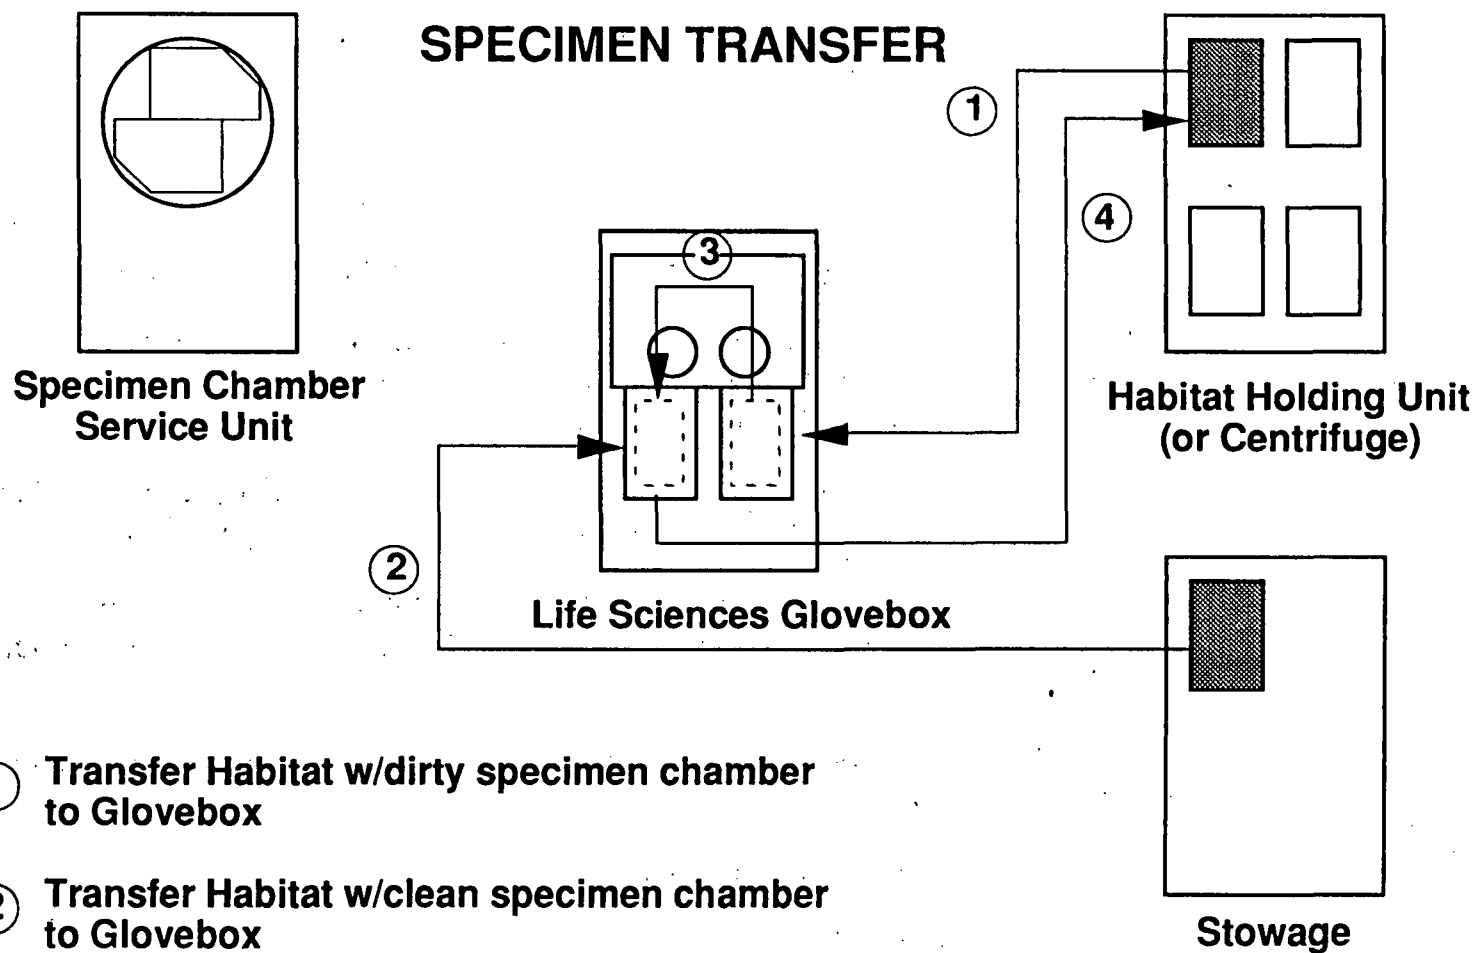 SPECIMEN TRANSFER
1
4
3
Specimen Chamber
Service Unit
Habitat Holding Unit
(or Centrifuge)
2
Life Sciences Glovebox
Transfer Habitat w/dirty specimen chamber
to Glovebox
2 Transfer Habitat w/clean specimen chamber
to Glovebox
Stowage